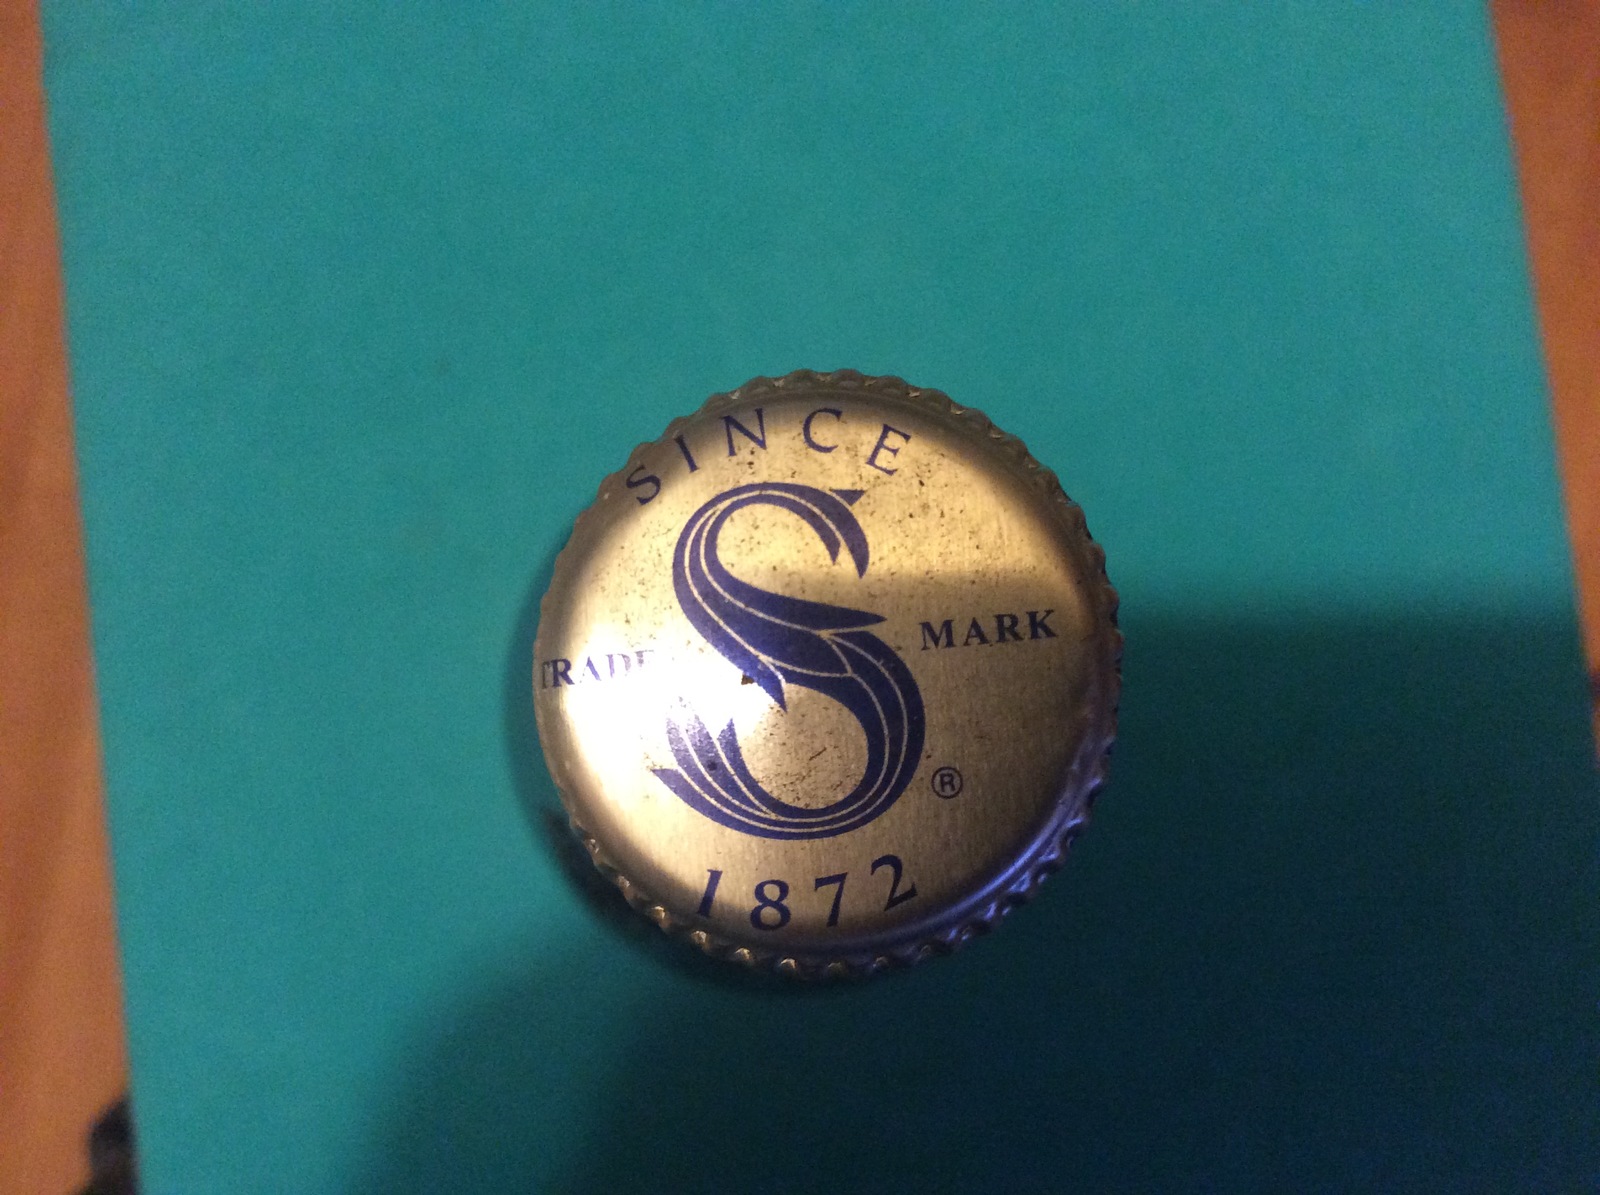 SINCE
S
TRADE MARK
®
1872